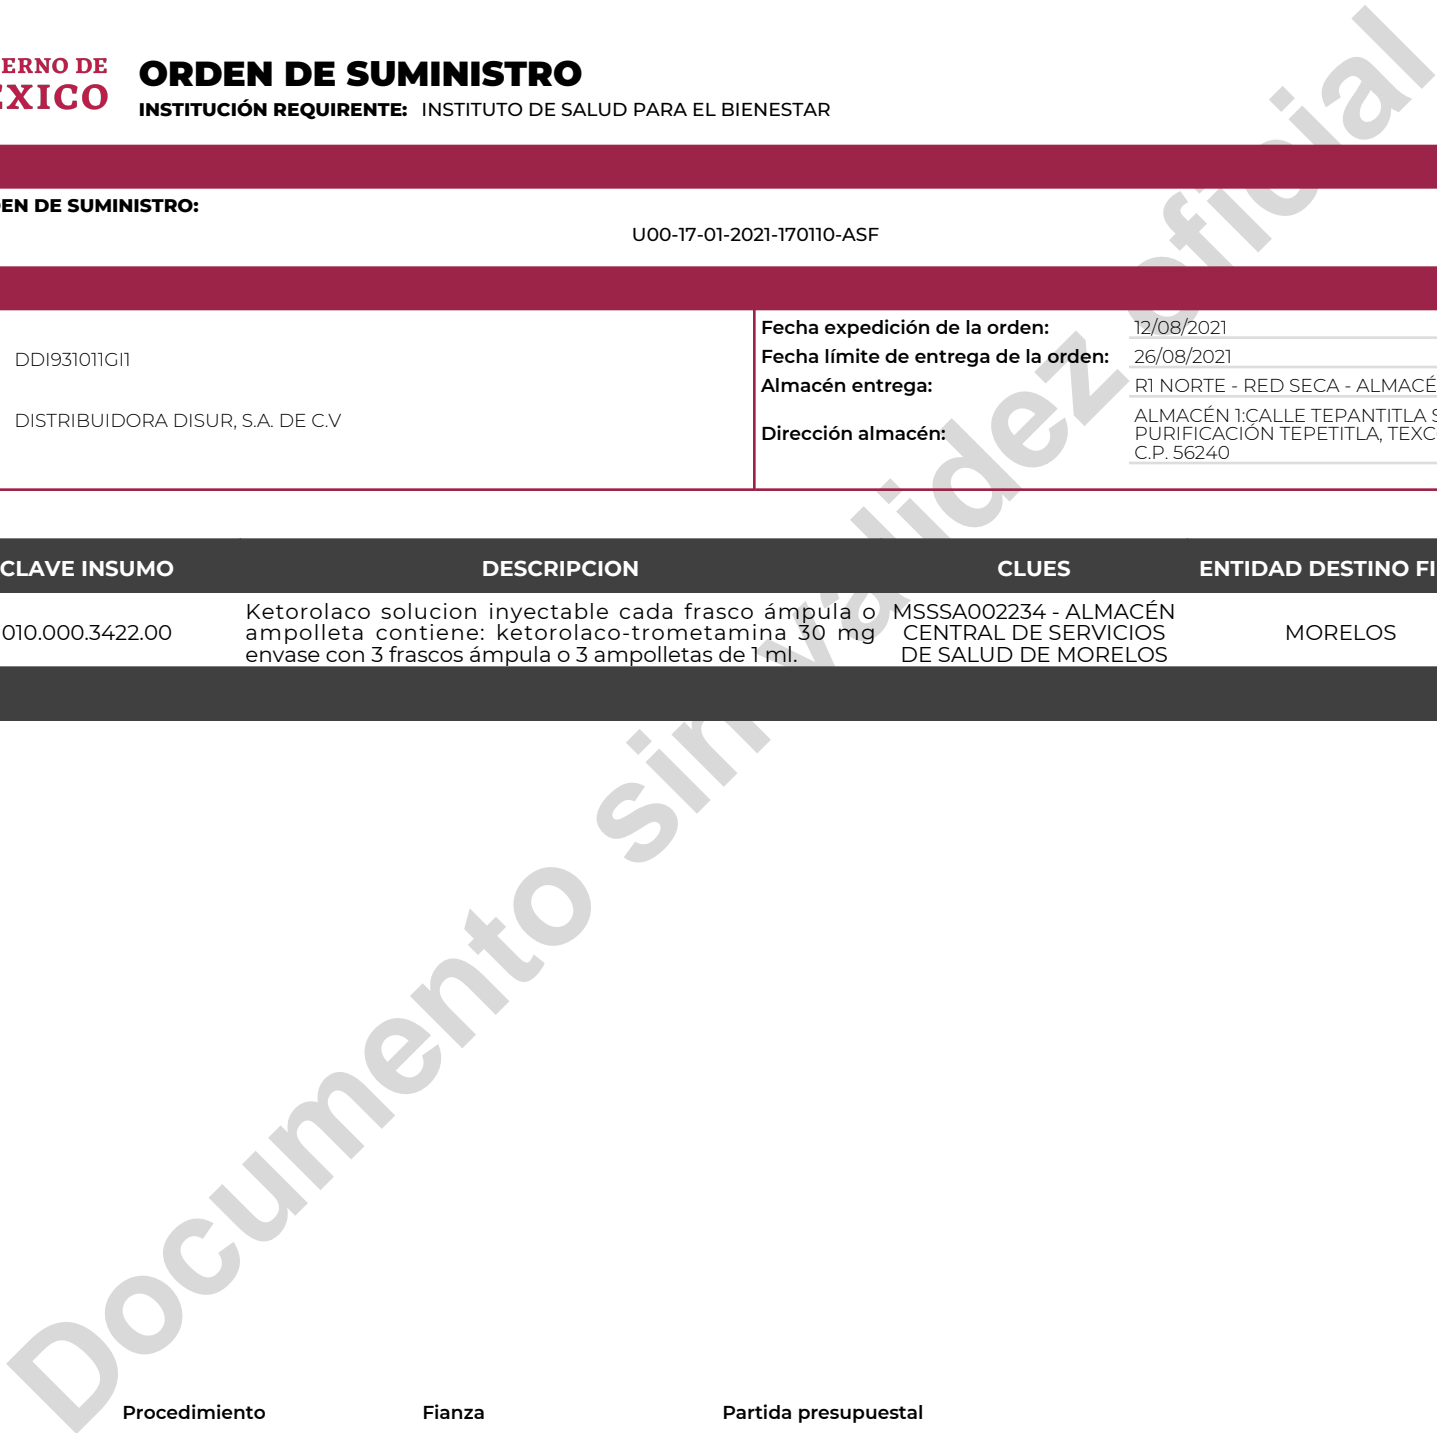 ERNO DE
EXICO
ORDEN DE SUMINISTRO
INSTITUCIÓN REQUIRENTE: INSTITUTO DE SALUD PARA EL BIENESTAR
EN DE SUMINISTRO:
U00-17-01-2021-170110-ASF
DDI931011GI1
DISTRIBUIDORA DISUR, S.A. DE C.V
Fecha expedición de la orden: 12/08/2021
Fecha límite de entrega de la orden: 26/08/2021
Almacén entrega: R1 NORTE - RED SECA - ALMACÉ
Dirección almacén: ALMACÉN 1:CALLE TEPANTITLA S
PURIFICACIÓN TEPETITLA, TEXC
C.P. 56240
CLAVE INSUMO DESCRIPCION CLUES ENTIDAD DESTINO FI
010.000.3422.00
Ketorolaco solucion inyectable cada frasco ámpula o
ampolleta contiene: ketorolaco-trometamina 30 mg
envase con 3 frascos ámpula o 3 ampolletas de 1 ml.
MSSSA002234 - ALMACÉN
CENTRAL DE SERVICIOS
DE SALUD DE MORELOS
MORELOS
Documento sin validez oficial
Procedimiento Fianza Partida presupuestal